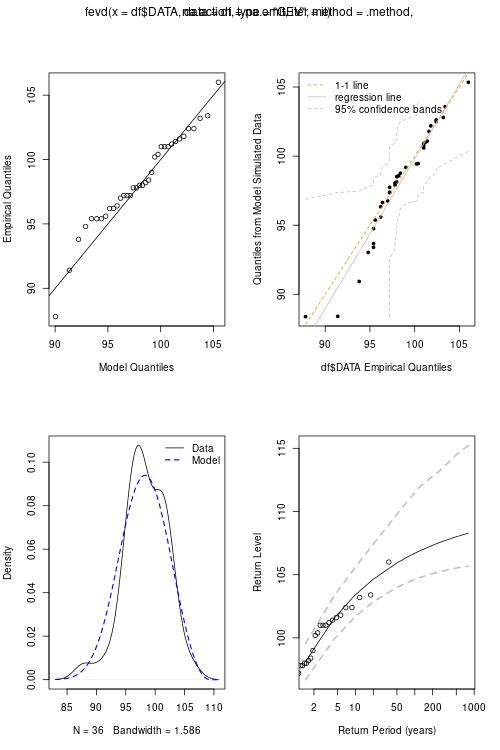 fevd(x = df$DATA, method = .method,
1-1 line
regression line
95% confidence bands
Empirical Quantiles
90
95
100
105
90
95
100
105
Model Quantiles
Quantiles from Model Simulated Data
90
95
100
105
90
95
100
105
df$DATA Empirical Quantiles
Data
Model
Density
0.00
0.02
0.04
0.06
0.08
0.10
85
90
95
100
105
110
N = 36 Bandwidth = 1.586
Return Level
100
105
110
115
2
5
10
50
200
1000
Return Period (years)